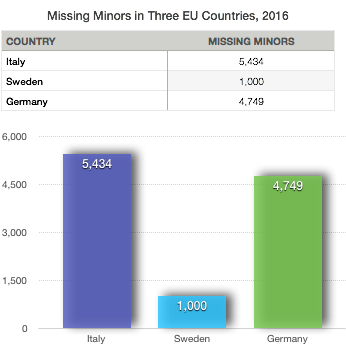 Missing Minors in Three EU Countries, 2016
COUNTRY MISSING MINORS
Italy 5,434
Sweden 1,000
Germany 4,749
6,000
4,500
3,000
1,500
0
5,434
1,000
4,749
Italy Sweden Germany